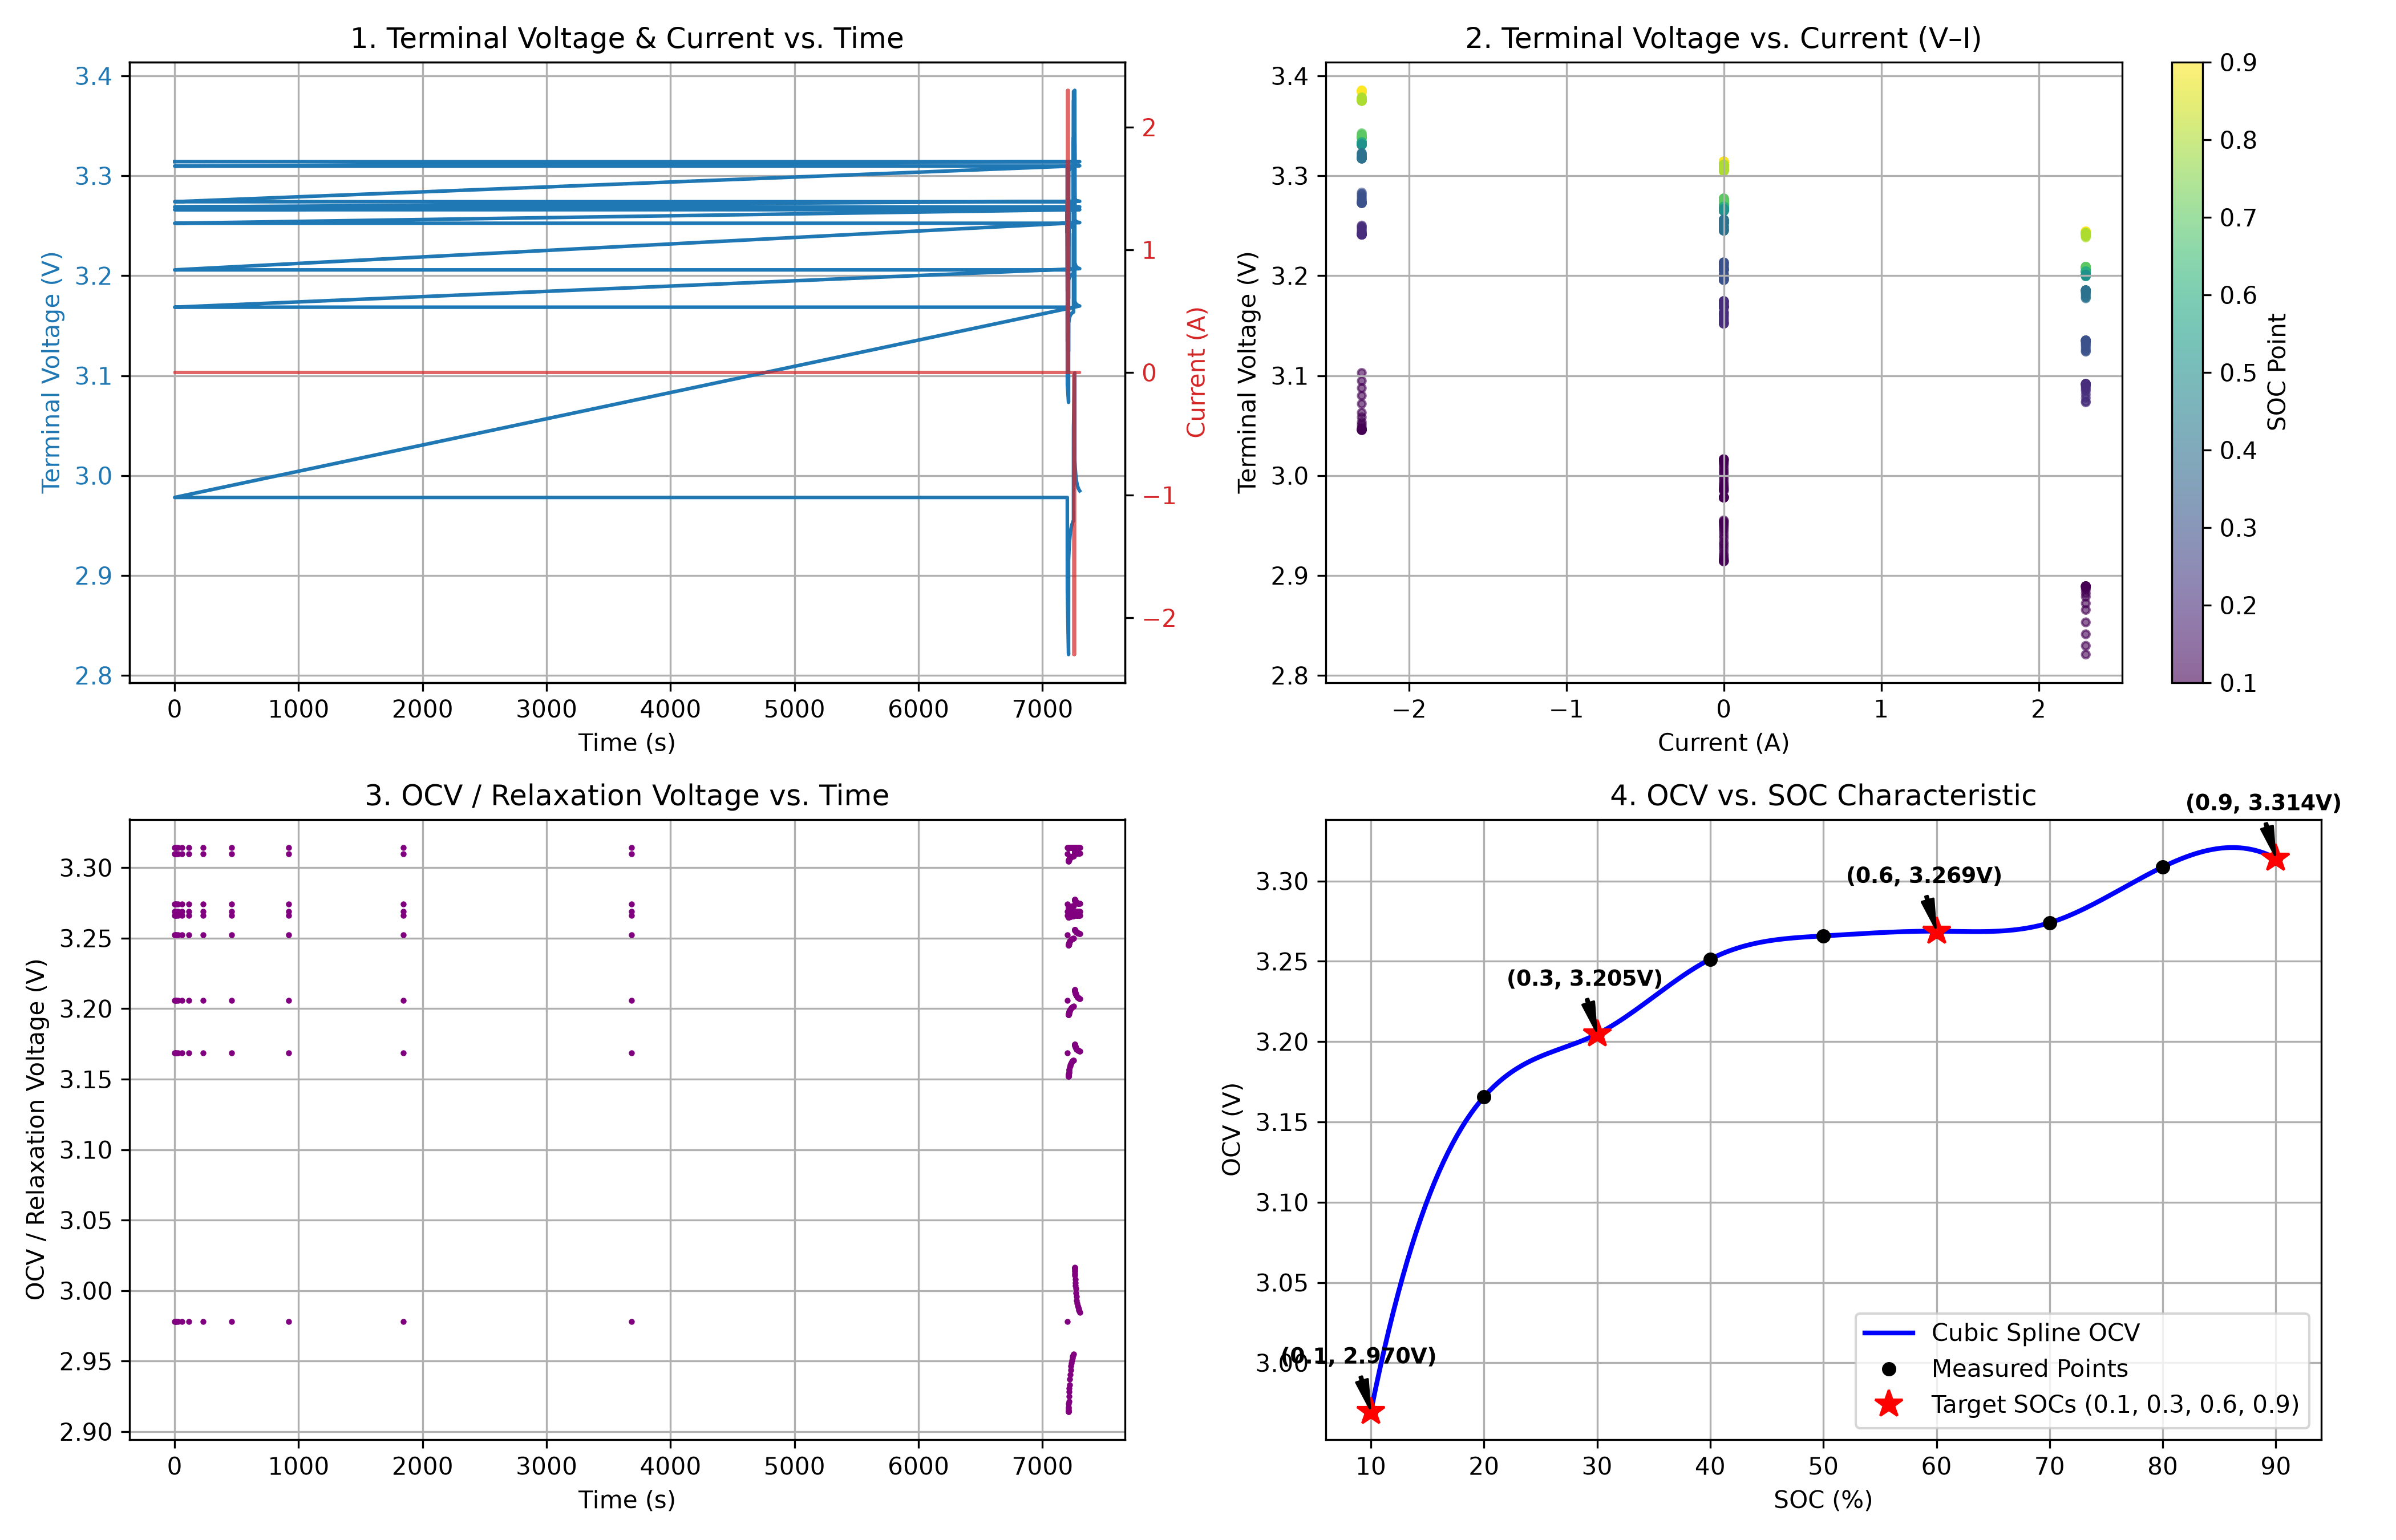 1. Terminal Voltage & Current vs. Time
3.4
3.3
3.2
3.1
3.0
2.9
2.8
Terminal Voltage (V)
2
1
0
−1
−2
Current (A)
0 1000 2000 3000 4000 5000 6000 7000
Time (s)
2. Terminal Voltage vs. Current (V–I)
3.4
3.3
3.2
3.1
3.0
2.9
2.8
Terminal Voltage (V)
−2 −1 0 1 2
Current (A)
0.9
0.8
0.7
0.6
0.5
0.4
0.3
0.2
0.1
SOC Point
3. OCV / Relaxation Voltage vs. Time
3.30
3.25
3.20
3.15
3.10
3.05
3.00
2.95
2.90
OCV / Relaxation Voltage (V)
0 1000 2000 3000 4000 5000 6000 7000
Time (s)
4. OCV vs. SOC Characteristic
(0.9, 3.314V)
(0.6, 3.269V)
(0.3, 3.205V)
(0.1, 2.970V)
3.30
3.25
3.20
3.15
3.10
3.05
3.00
OCV (V)
Cubic Spline OCV
Measured Points
Target SOCs (0.1, 0.3, 0.6, 0.9)
10 20 30 40 50 60 70 80 90
SOC (%)